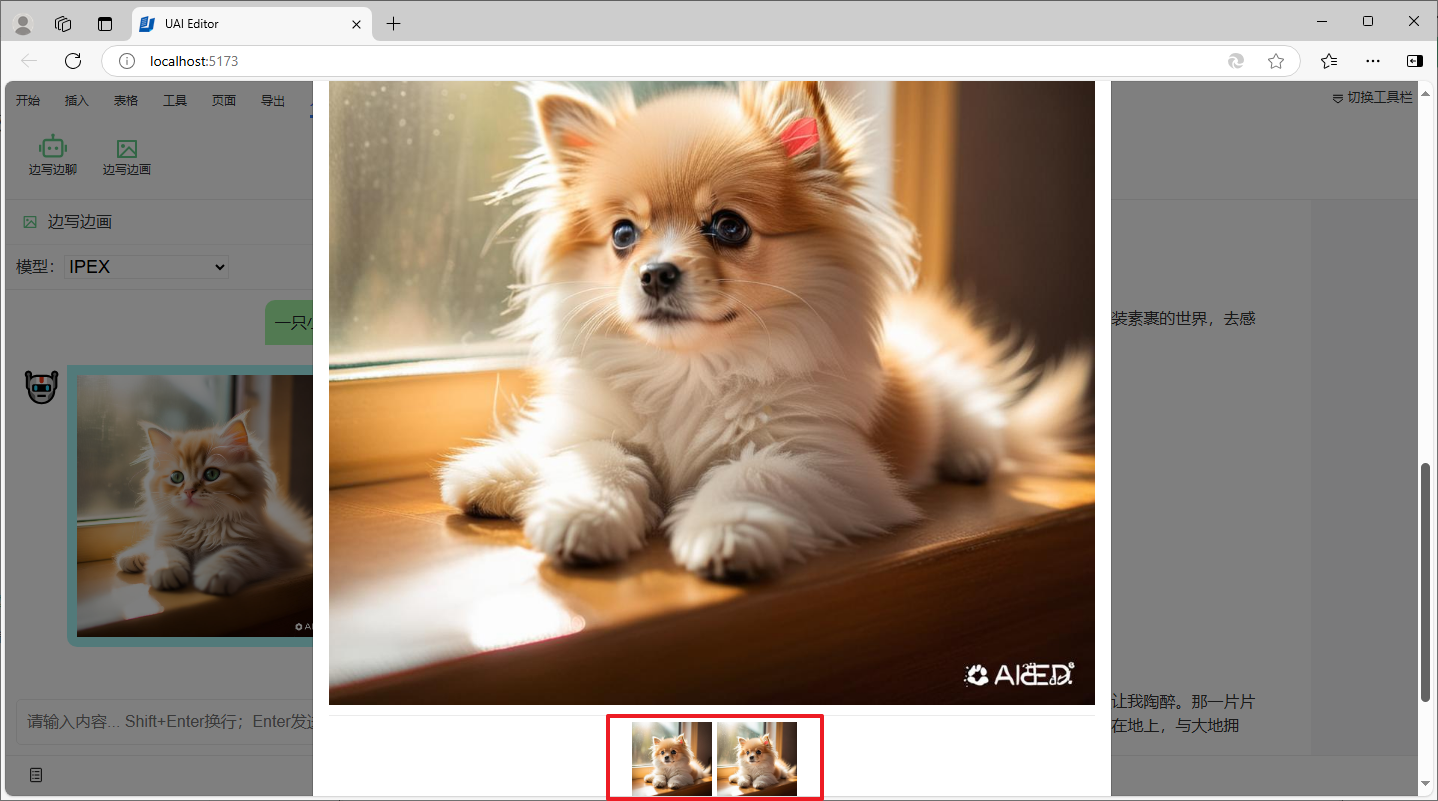 UAI Editor
localhost:5173
开始 插入 表格 工具 页面 导出
切换工具栏
边写边聊 边写边画
边写边画
模型： IPEX
一只
装素裹的世界，去感
请输入内容... Shift+Enter换行；Enter发
让我陶醉。那一片片
在地上，与大地拥